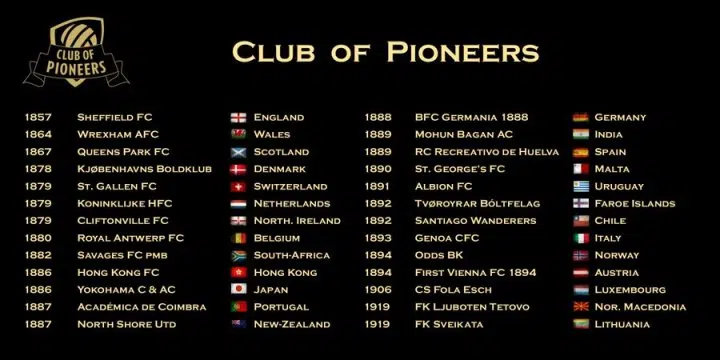 CLUB OF
PIONEERS
CLUB OF PIONEERS
1857 SHEFFIELD FC ENGLAND
1864 WREXHAM AFC WALES
1867 QUEENS PARK FC SCOTLAND
1878 KJØBENHAVNS BOLDKLUB DENMARK
1879 ST. GALLEN FC SWITZERLAND
1879 KONINKLIJKE HFC NETHERLANDS
1879 CLIFTONVILLE FC NORTH. IRELAND
1880 ROYAL ANTWERP FC BELGIUM
1882 SAVAGES FC PMB SOUTH-AFRICA
1886 HONG KONG FC HONG KONG
1886 YOKOHAMA C & AC JAPAN
1887 ACADÉMICA DE COIMBRA PORTUGAL
1887 NORTH SHORE UTD NEW-ZEALAND
1888 BFC GERMANIA 1888 GERMANY
1889 MOHUN BAGAN AC INDIA
1889 RC RECREATIVO DE HUELVA SPAIN
1890 ST. GEORGE'S FC MALTA
1891 ALBION FC URUGUAY
1892 TVØROYRAR BÓLTFELAG FAROE ISLANDS
1892 SANTIAGO WANDERERS CHILE
1893 GENOA CFC ITALY
1894 ODDS BK NORWAY
1894 FIRST VIENNA FC 1894 AUSTRIA
1906 CS FOLA ESCH LUXEMBOURG
1919 FK LJUBOTEN TETOVO NOR. MACEDONIA
1919 FK SVEIKATA LITHUANIA